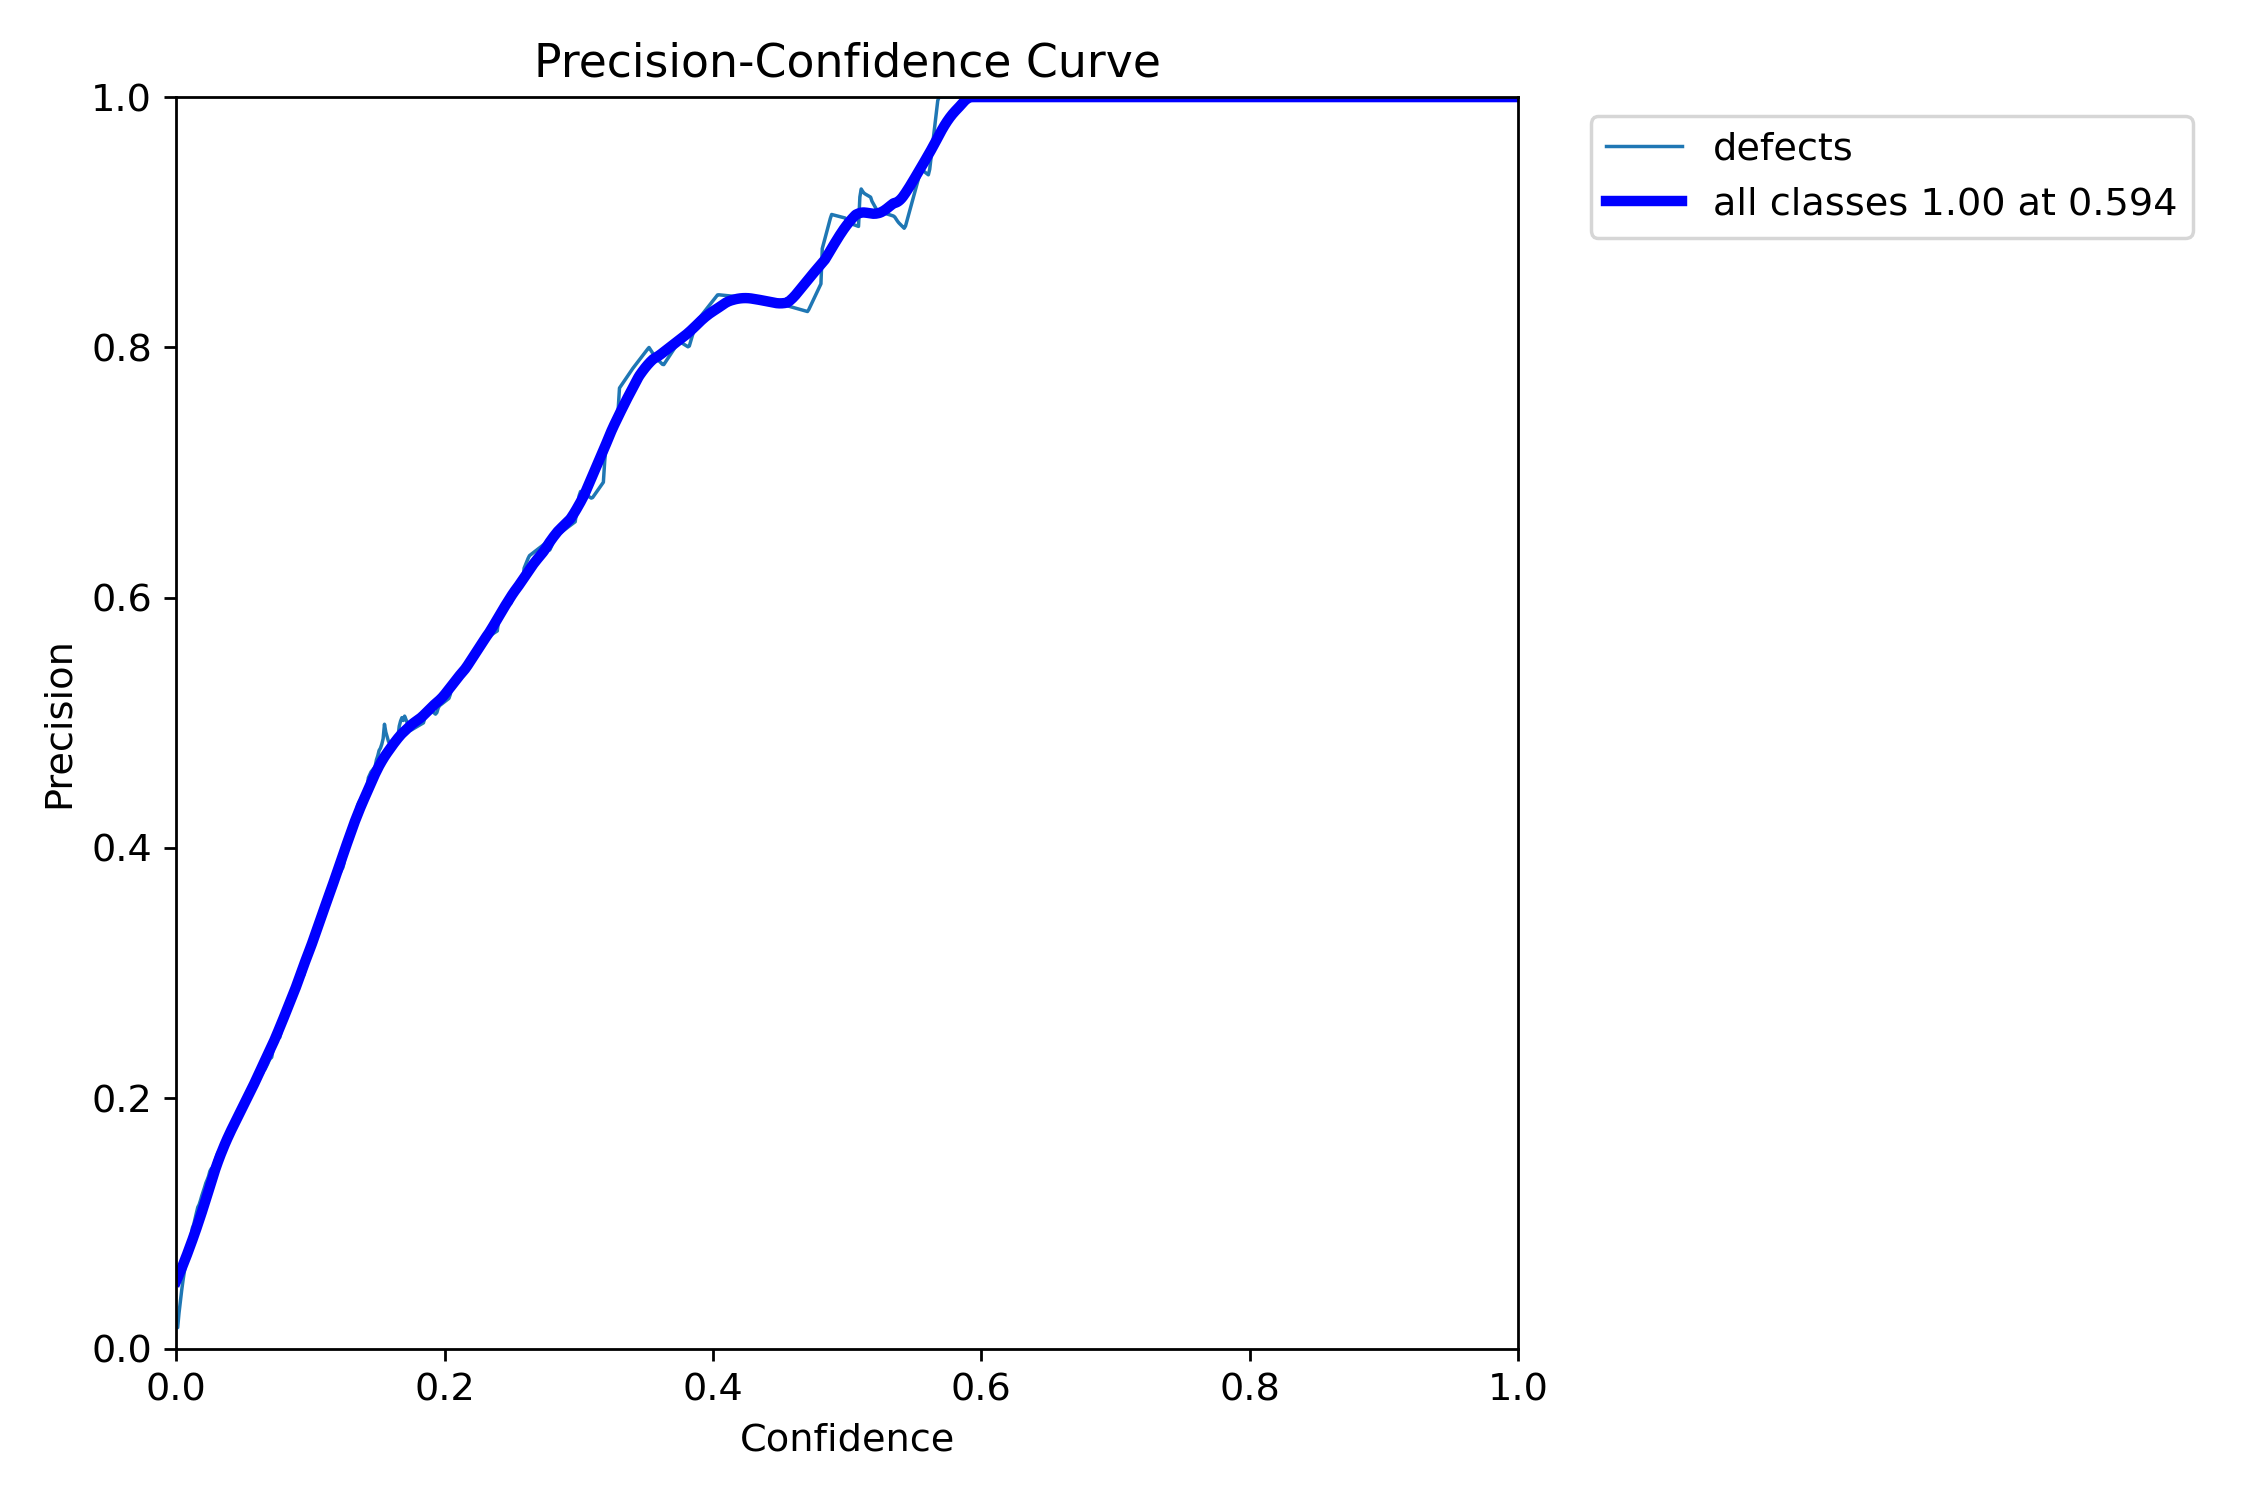 Precision-Confidence Curve
1.0
0.8
0.6
0.4
0.2
0.0
Precision
0.0 0.2 0.4 0.6 0.8 1.0
Confidence
defects
all classes 1.00 at 0.594